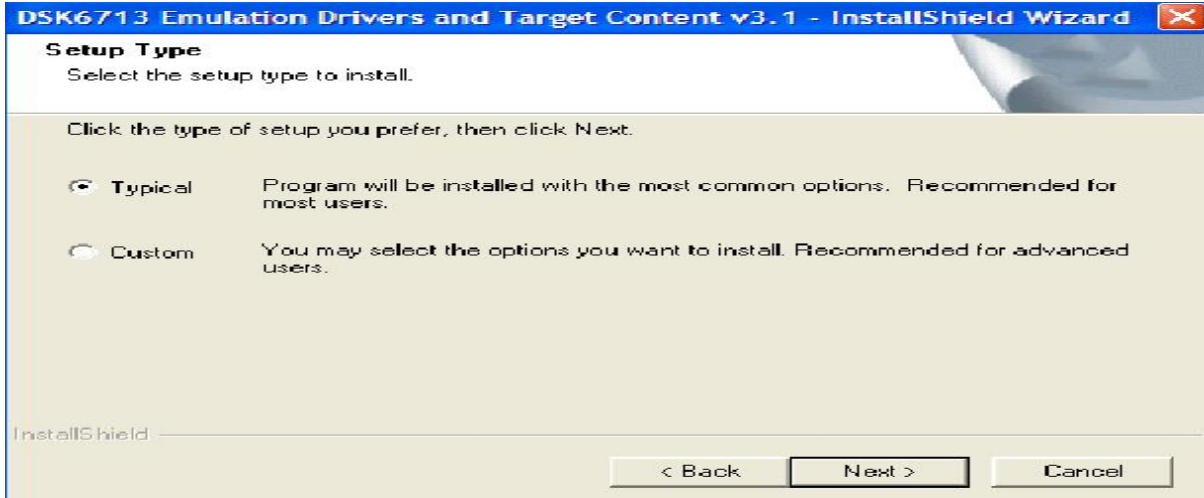 DSK6713 Emulation Drivers and Target Content v3.1 - InstallShield Wizard
Setup Type
Select the setup type to install.
Click the type of setup you prefer, then click Next.
Typical Program will be installed with the most common options. Recommended for
most users.
Custom You may select the options you want to install. Recommended for advanced
users.
InstallShield
< Back Next > Cancel